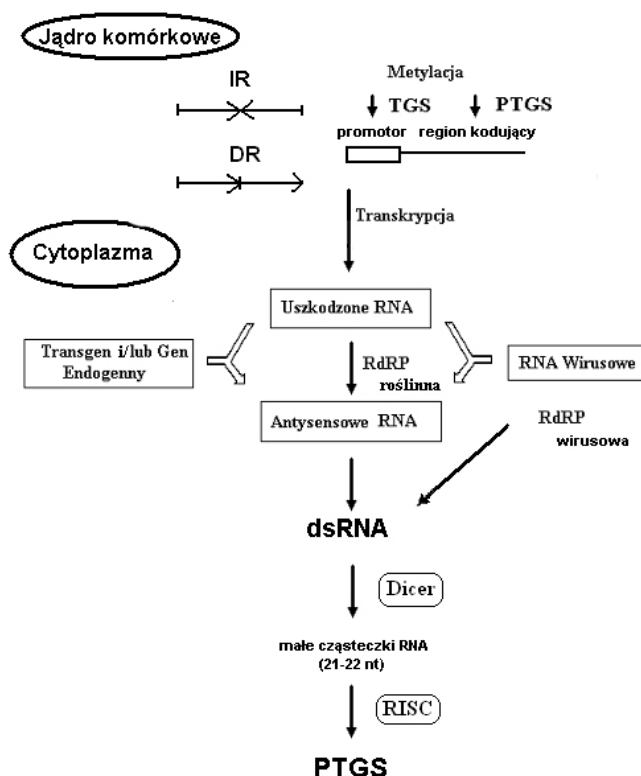 Jądro komórkowe
IR
Metylacja
TGS PTGS
promotor region kodujący
DR
Transkrypcja
Cytoplazma
Uszkodzone RNA
Transgen i/lub Gen
Endogenny
RdRP
roślinna
RNA Wirusowe
Antysensowe RNA
RdRP
wirusowa
dsRNA
Dicer
małe cząsteczki RNA
(21-22 nt)
RISC
PTGS